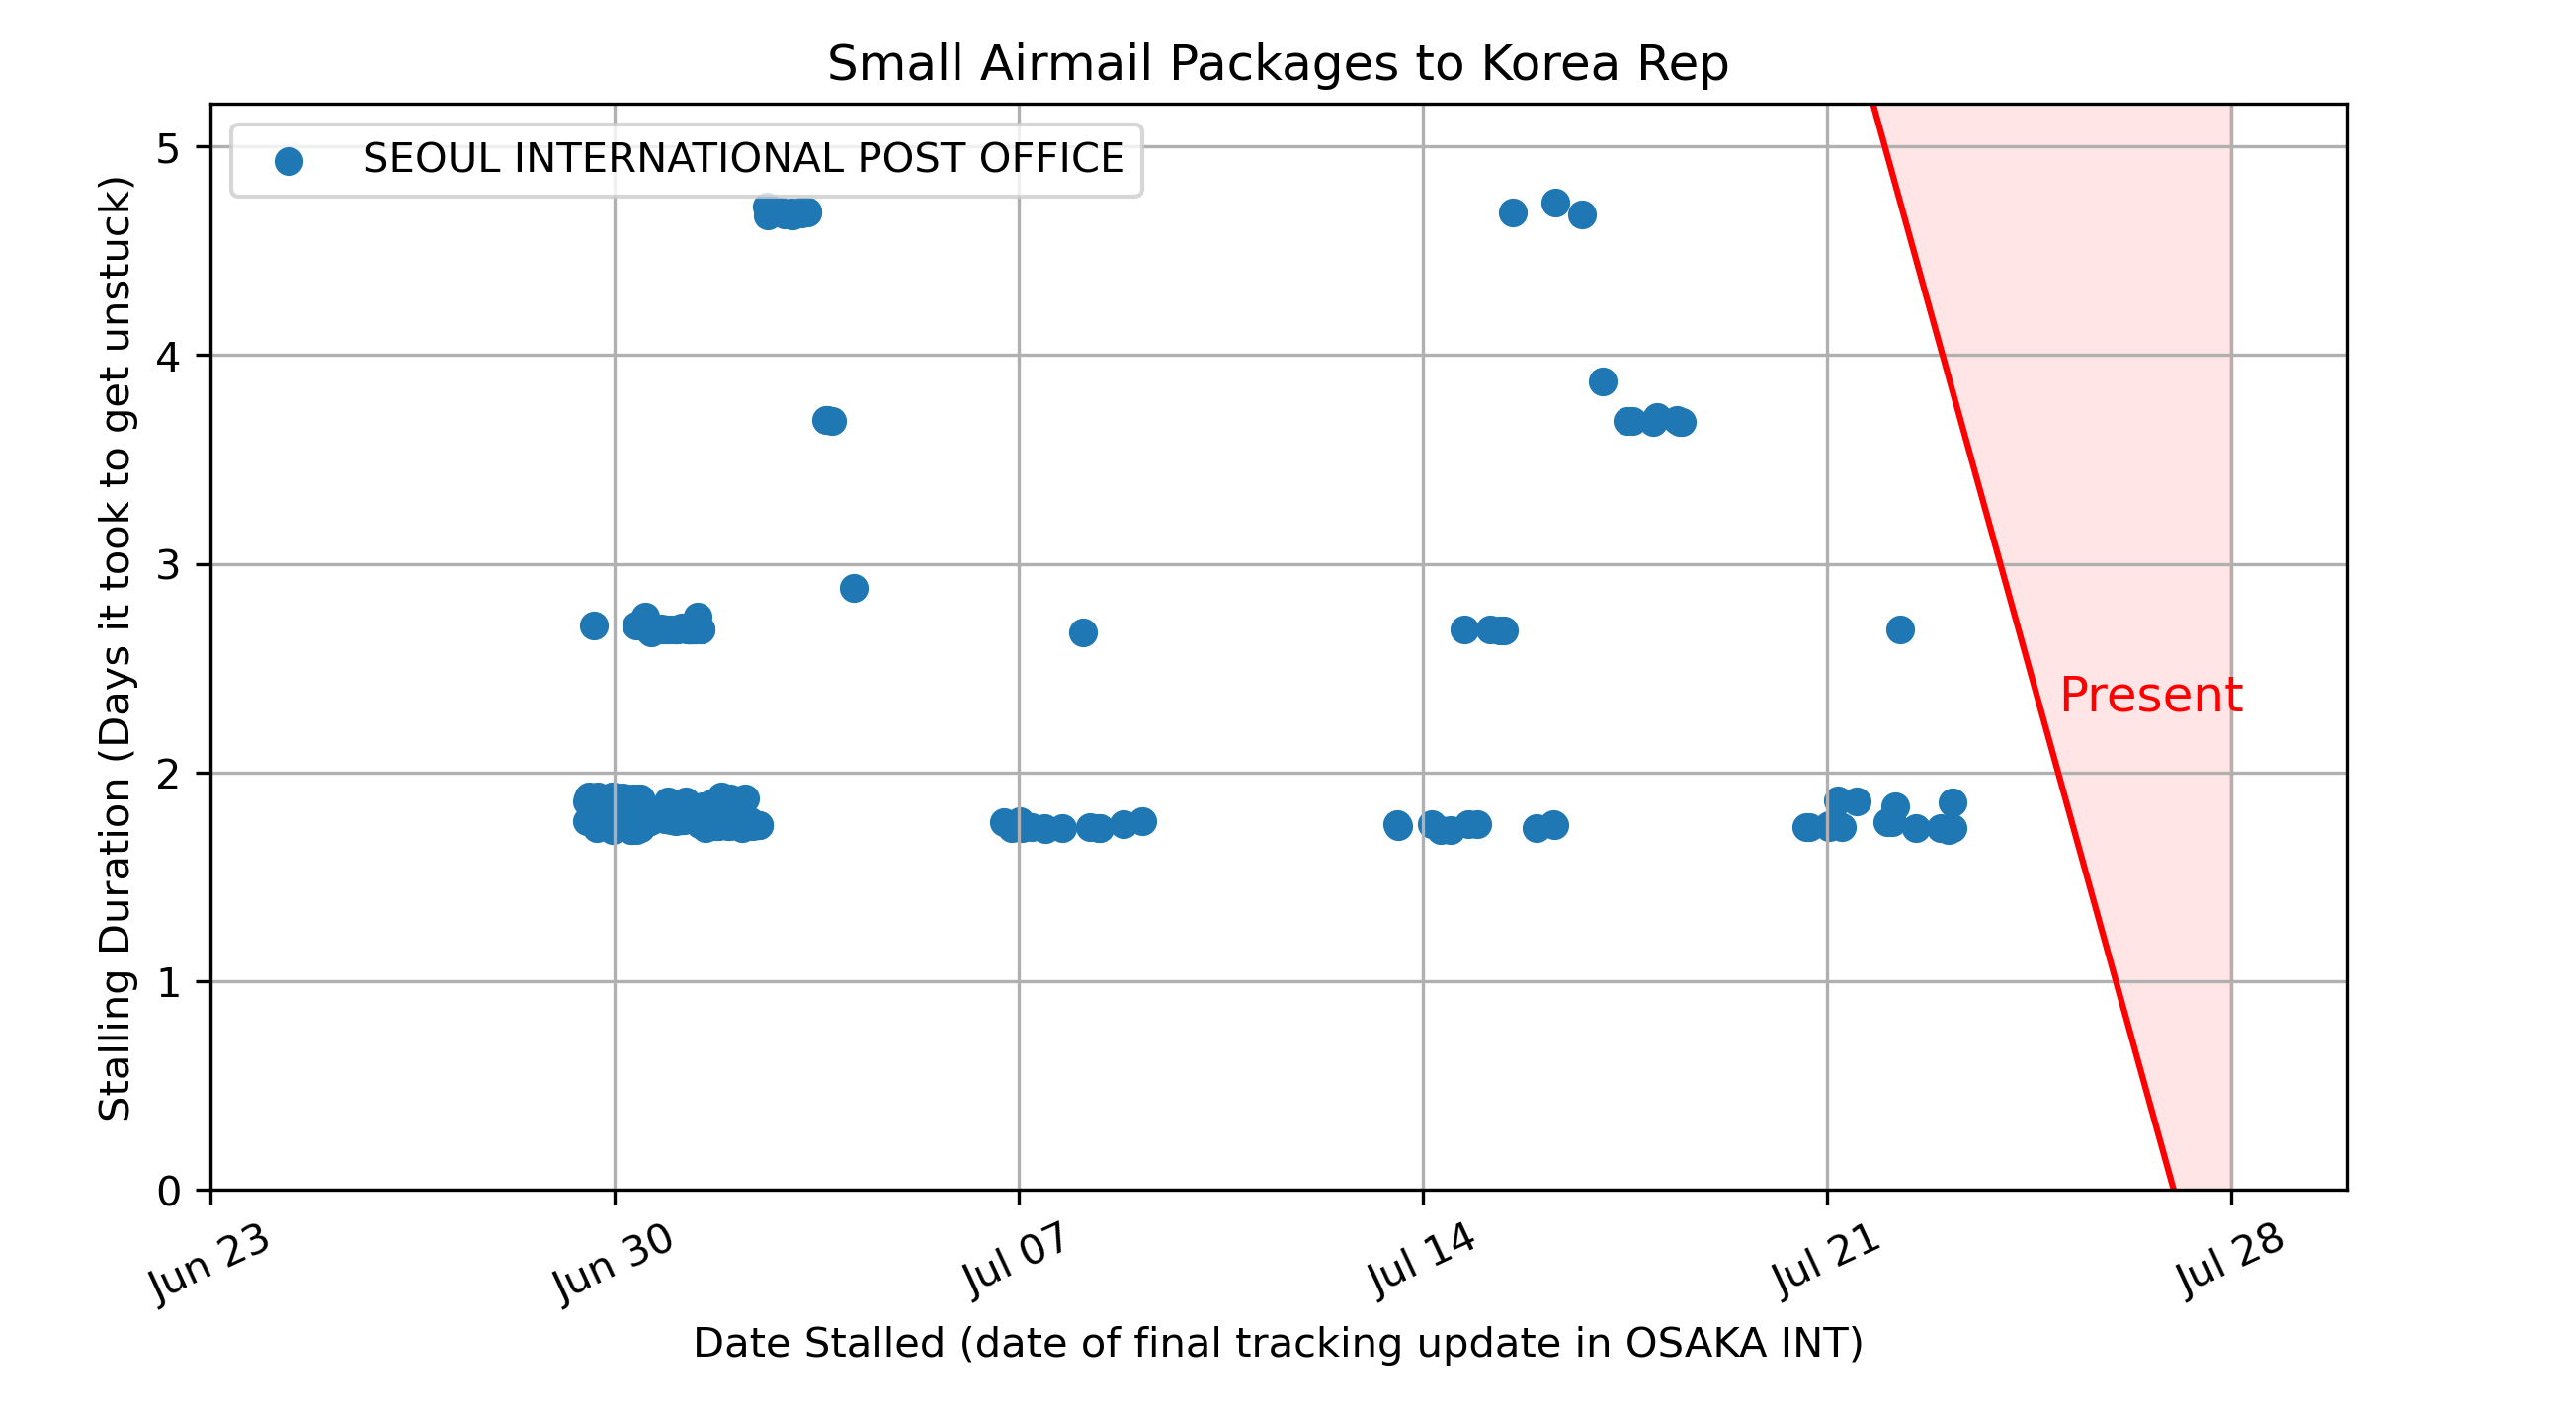 Small Airmail Packages to Korea Rep
SEOUL INTERNATIONAL POST OFFICE
Stalling Duration (Days it took to get unstuck)
5
4
3
2
1
0
Present
Jun 23
Jun 30
Jul 07
Jul 14
Jul 21
Jul 28
Date Stalled (date of final tracking update in OSAKA INT)